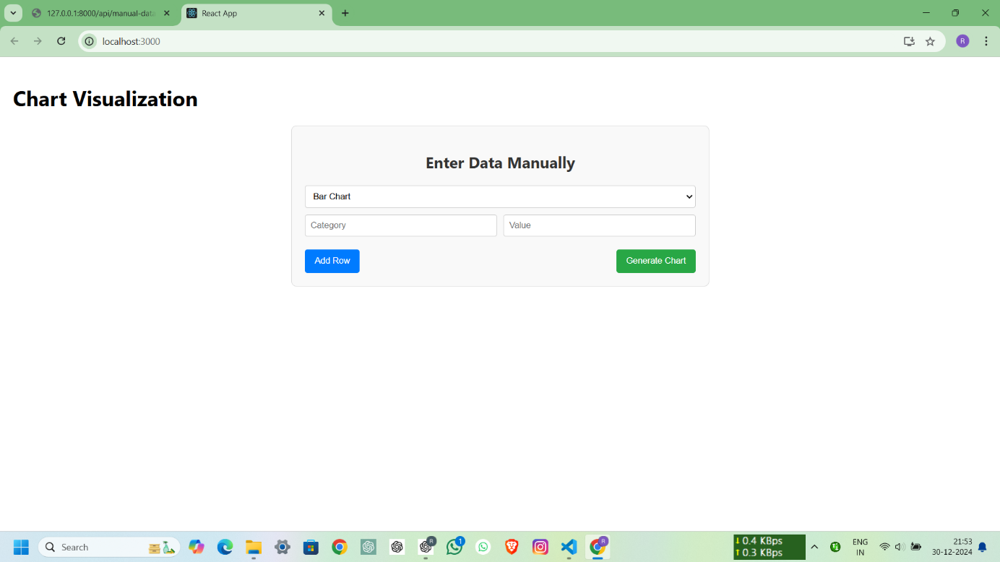 127.0.0.1:8000/api/manual-data
React App
localhost:3000
R
Chart Visualization
Enter Data Manually
Bar Chart
Category
Value
Add Row
Generate Chart
Search
R
1
R
0.4 KBps
0.3 KBps
ENG
IN
21:53
30-12-2024